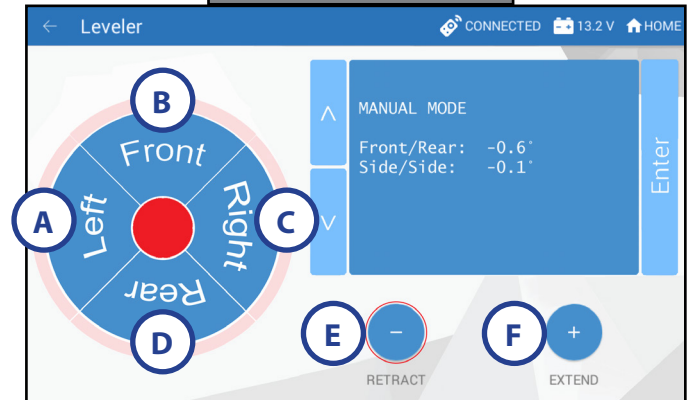 ← Leveler CONNECTED 13.2 V HOME
B
Front
A
Left
Right
C
Rear
D
MANUAL MODE
Front/Rear: -0.6°
Side/Side: -0.1°
Enter
E
−
F
+
RETRACT
EXTEND